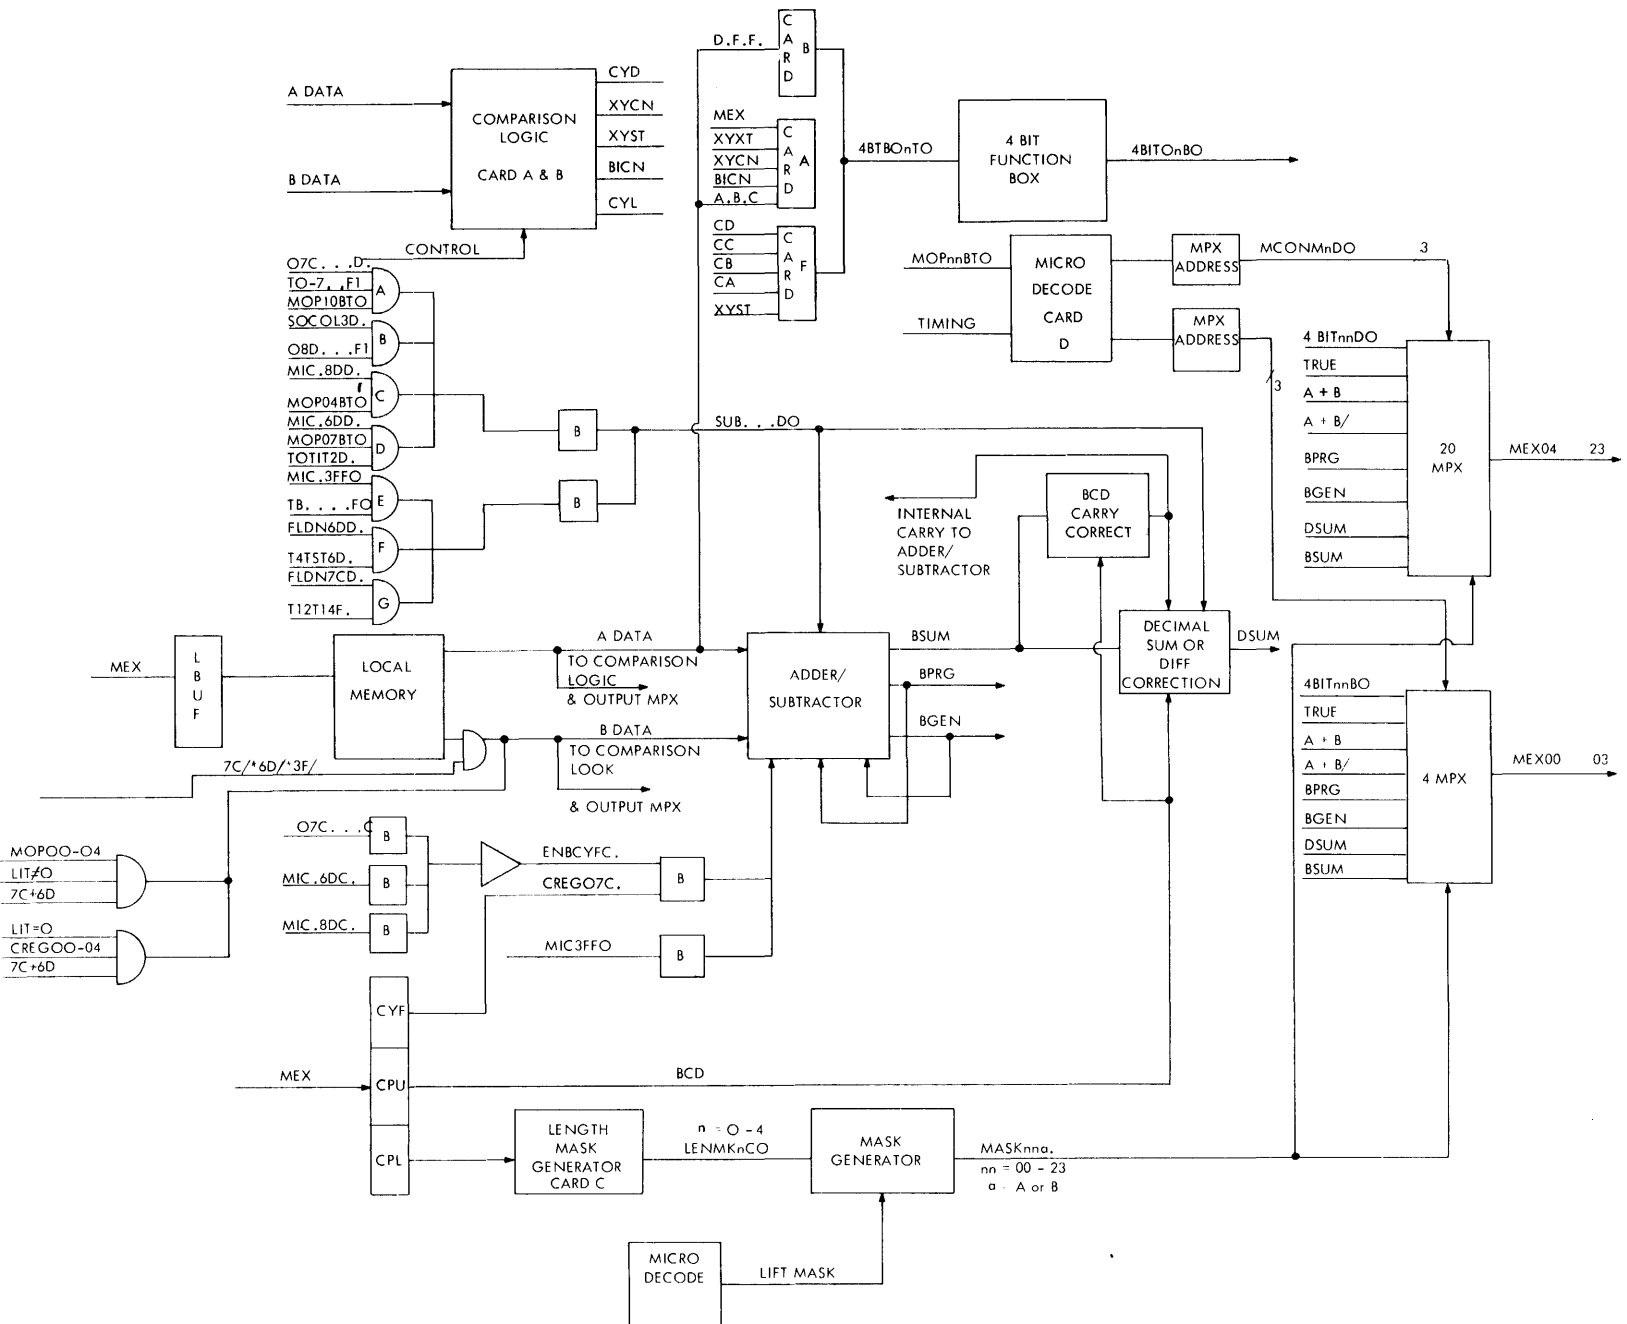 A DATA
B DATA
COMPARISON
LOGIC
CARD A & B
CYD
XYCN
XYST
BICN
CYL
CONTROL
D.F.F.
CARD
B
MEX
XYXT
XYCN
BICN
A.B.C
CARD
A
CD
CC
CB
CA
XYST
CARD
F
4BTBOnTO
4 BIT
FUNCTION
BOX
4BITOnBO
MOPnnBTO
TIMING
MICRO
DECODE
CARD
D
MPX
ADDRESS
MCONMnDO
3
MPX
ADDRESS
3
O7C...D.
TO-7..F1
MOP10BTO
A
SOCOL3D.
O8D...F1
B
MIC.8DD.
MOP04BTO
C
MIC.6DD.
MOP07BTO
TOTIT2D.
D
MIC.3FFO
TB....FO
E
FLDN6DD.
T4TST6D.
F
FLDN7CD.
T12T14F.
G
B
B
SUB...DO
INTERNAL
CARRY TO
ADDER/
SUBTRACTOR
BCD
CARRY
CORRECT
4 BITnnDO
TRUE
A + B
A + B/
BPRG
BGEN
DSUM
BSUM
20
MPX
MEX04 23
MEX
LBUF
LOCAL
MEMORY
A DATA
TO COMPARISON
LOGIC
& OUTPUT MPX
B DATA
TO COMPARISON
LOOK
& OUTPUT MPX
7C/*6D/*3F/
ADDER/
SUBTRACTOR
BSUM
BPRG
BGEN
DECIMAL
SUM OR
DIFF
CORRECTION
DSUM
4BITnnBO
TRUE
A + B
A + B/
BPRG
BGEN
DSUM
BSUM
4 MPX
MEX00 03
MOPOO-O4
LIT≠O
7C+6D
LIT=O
CREGOO-04
7C+6D
O7C...C
B
MIC.6DC.
B
MIC.8DC.
B
ENBCYFC.
CREGO7C.
B
MIC3FFO
B
CYF
MEX
CPU
BCD
CPL
LENGTH
MASK
GENERATOR
CARD C
n = O - 4
LENMKnCO
MASK
GENERATOR
MASKnna.
nn = 00 - 23
a - A or B
MICRO
DECODE
LIFT MASK